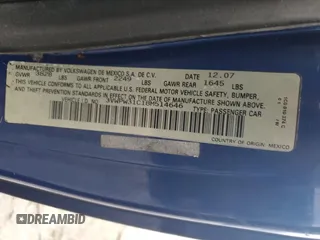 MANUFACTURED BY VOLKSWAGEN DE MEXICO S.A. DE C.V. 12.07
GVWR 3826 LBS GAWR FRONT 2249 LBS GAWR REAR 1645 LBS
THIS VEHICLE CONFORMS TO ALL APPLICABLE
U.S. FEDERAL MOTOR VEHICLE SAFETY, BUMPER,
AND THEFT PREVENTION STANDARDS IN EFFECT ON THE DATE OF MANUFACTURE SHOWN ABOVE.
TYPE: PASSENGER CAR
COUNTRY OF ORIGIN: MEXICO
DREAMBID